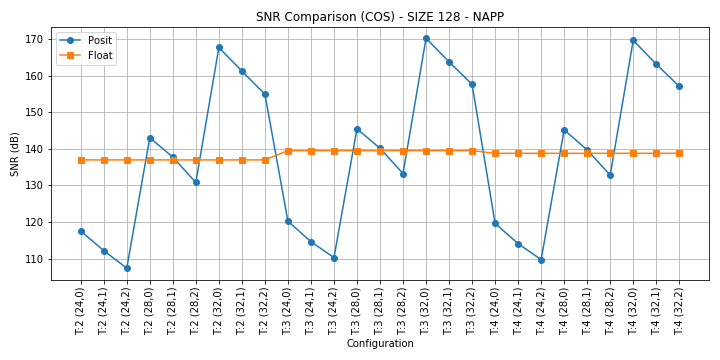 SNR Comparison (COS) - SIZE 128 - NAPP
Posit
Float
SNR (dB)
170
160
150
140
130
120
110
T:2 (24,0)
T:2 (24,1)
T:2 (24,2)
T:2 (28,0)
T:2 (28,1)
T:2 (28,2)
T:2 (32,0)
T:2 (32,1)
T:2 (32,2)
T:3 (24,0)
T:3 (24,1)
T:3 (24,2)
T:3 (28,0)
T:3 (28,1)
T:3 (28,2)
T:3 (32,0)
T:3 (32,1)
T:3 (32,2)
T:4 (24,0)
T:4 (24,1)
T:4 (24,2)
T:4 (28,0)
T:4 (28,1)
T:4 (28,2)
T:4 (32,0)
T:4 (32,1)
T:4 (32,2)
Configuration